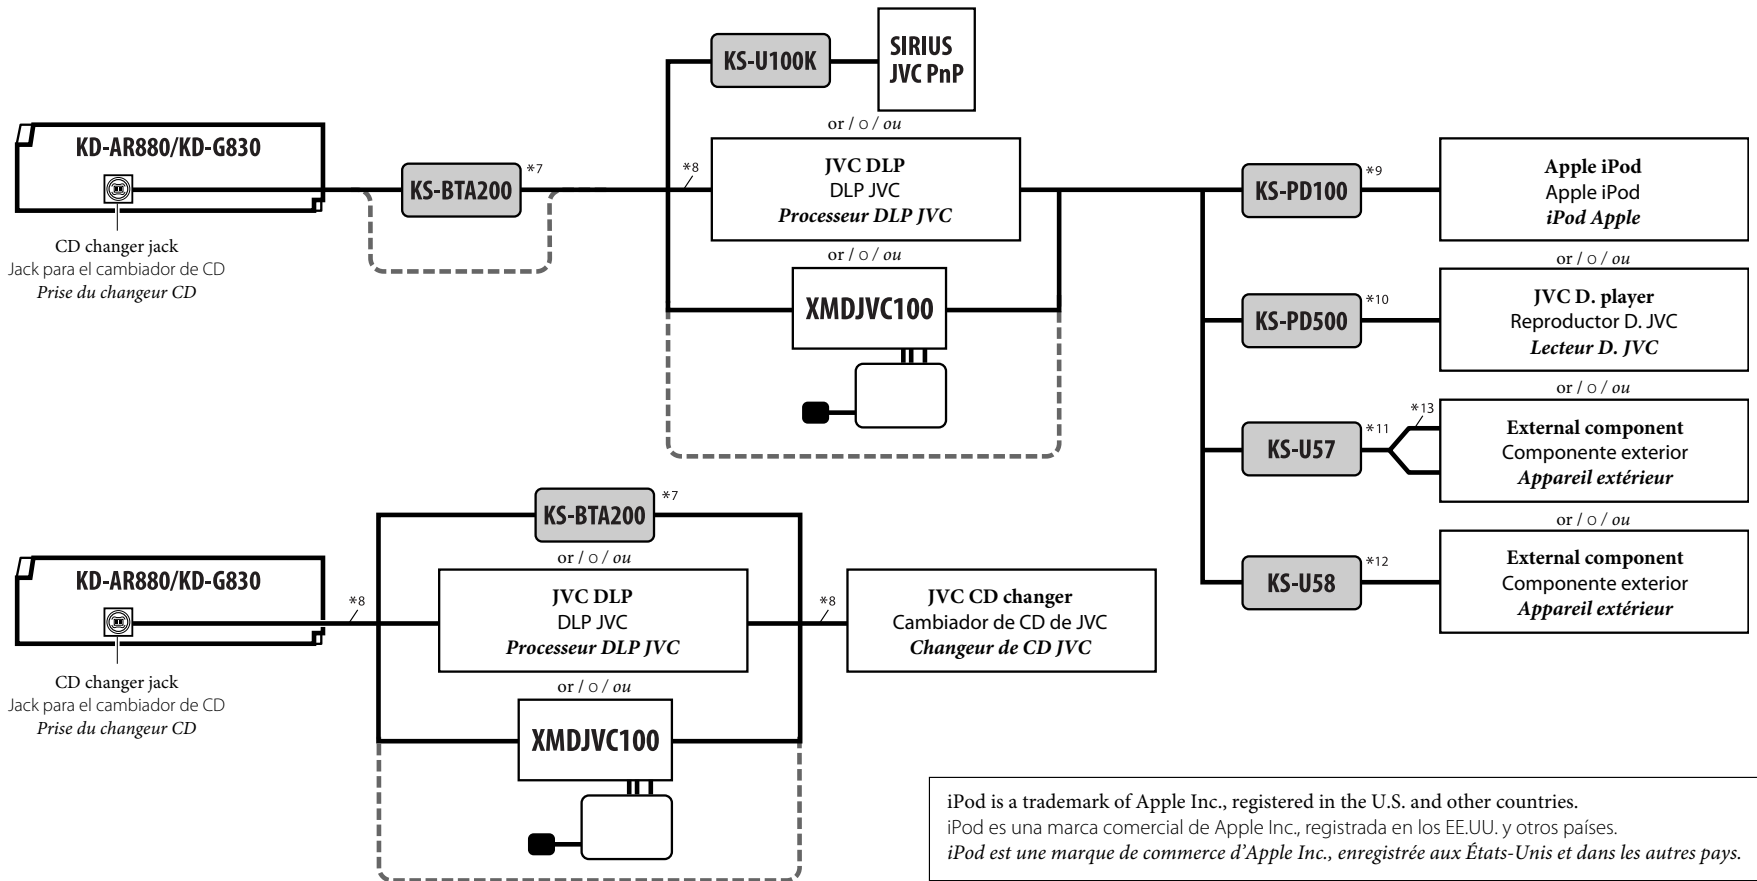 KS-U100K
SIRIUS
JVC PnP
or / o / ou
KD-AR880/KD-G830
CD changer jack
Jack para el cambiador de CD
Prise du changeur CD
KS-BTA200
*7
*8
JVC DLP
DLP JVC
Processeur DLP JVC
or / o / ou
XMDJVC100
KS-PD100
*9
Apple iPod
Apple iPod
iPod Apple
or / o / ou
KS-PD500
*10
JVC D. player
Reproductor D. JVC
Lecteur D. JVC
or / o / ou
KS-U57
*11
*13
External component
Componente exterior
Appareil extérieur
or / o / ou
KS-U58
*12
External component
Componente exterior
Appareil extérieur
KD-AR880/KD-G830
CD changer jack
Jack para el cambiador de CD
Prise du changeur CD
*8
KS-BTA200
*7
or / o / ou
JVC DLP
DLP JVC
Processeur DLP JVC
or / o / ou
XMDJVC100
*8
JVC CD changer
Cambiador de CD de JVC
Changeur de CD JVC
iPod is a trademark of Apple Inc., registered in the U.S. and other countries.
iPod es una marca comercial de Apple Inc., registrada en los EE.UU. y otros países.
iPod est une marque de commerce d'Apple Inc., enregistrée aux États-Unis et dans les autres pays.